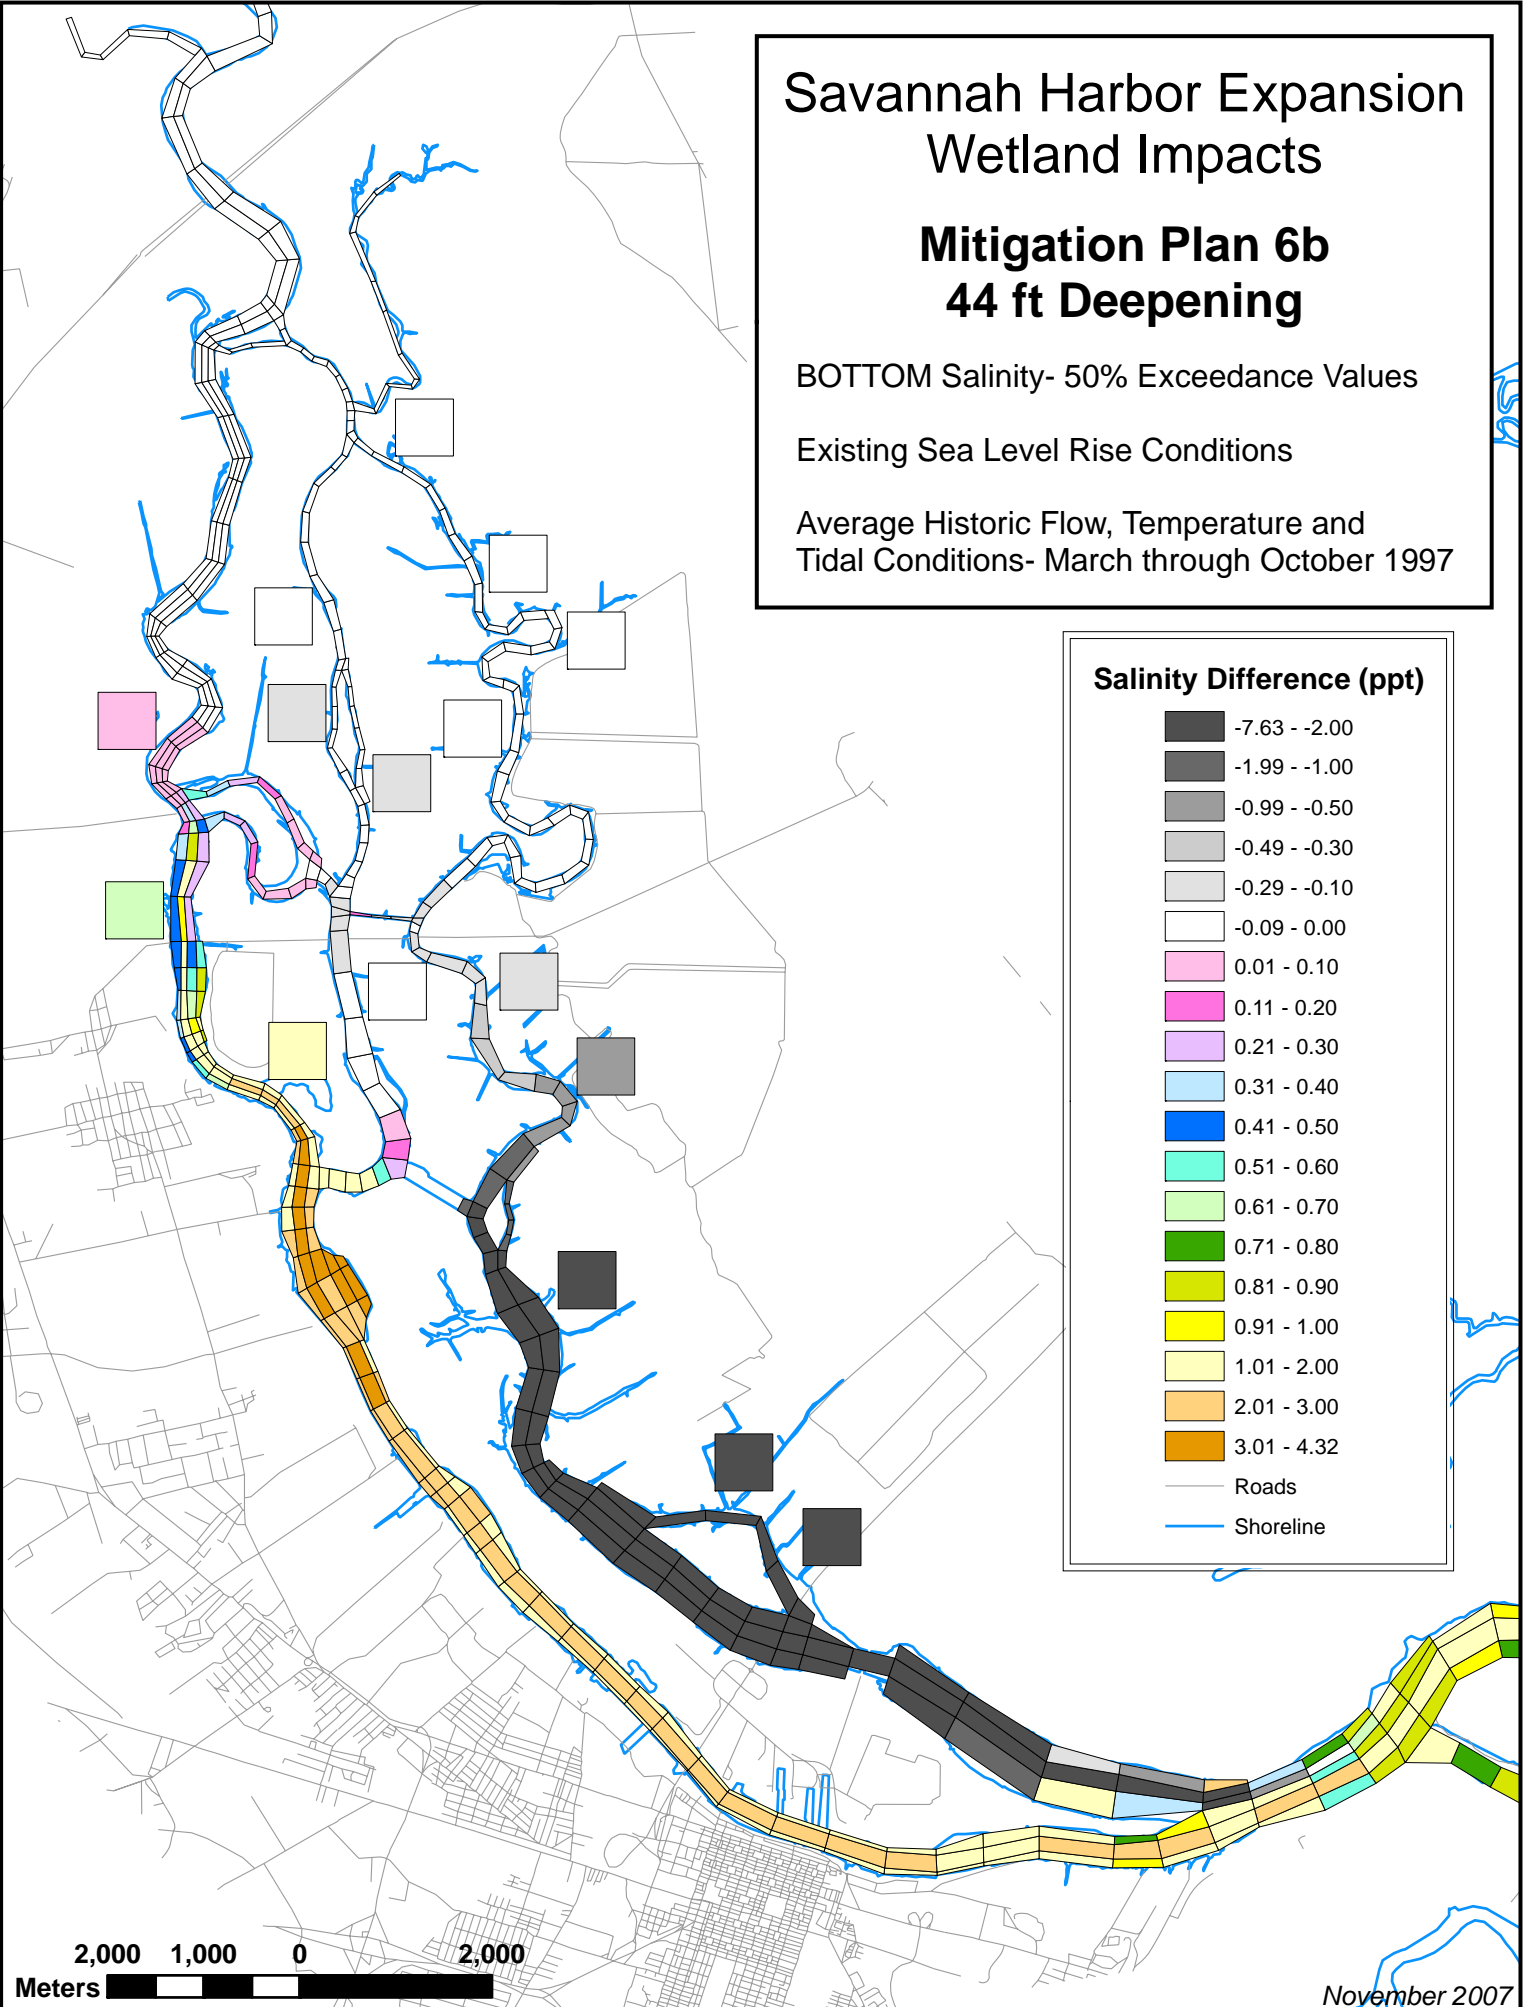 Savannah Harbor Expansion
Wetland Impacts
Mitigation Plan 6b
44 ft Deepening
BOTTOM Salinity- 50% Exceedance Values
Existing Sea Level Rise Conditions
Average Historic Flow, Temperature and
Tidal Conditions- March through October 1997
Salinity Difference (ppt)
-7.63 - -2.00
-1.99 - -1.00
-0.99 - -0.50
-0.49 - -0.30
-0.29 - -0.10
-0.09 - 0.00
0.01 - 0.10
0.11 - 0.20
0.21 - 0.30
0.31 - 0.40
0.41 - 0.50
0.51 - 0.60
0.61 - 0.70
0.71 - 0.80
0.81 - 0.90
0.91 - 1.00
1.01 - 2.00
2.01 - 3.00
3.01 - 4.32
Roads
Shoreline
2,000 1,000 0 2,000
Meters
November 2007